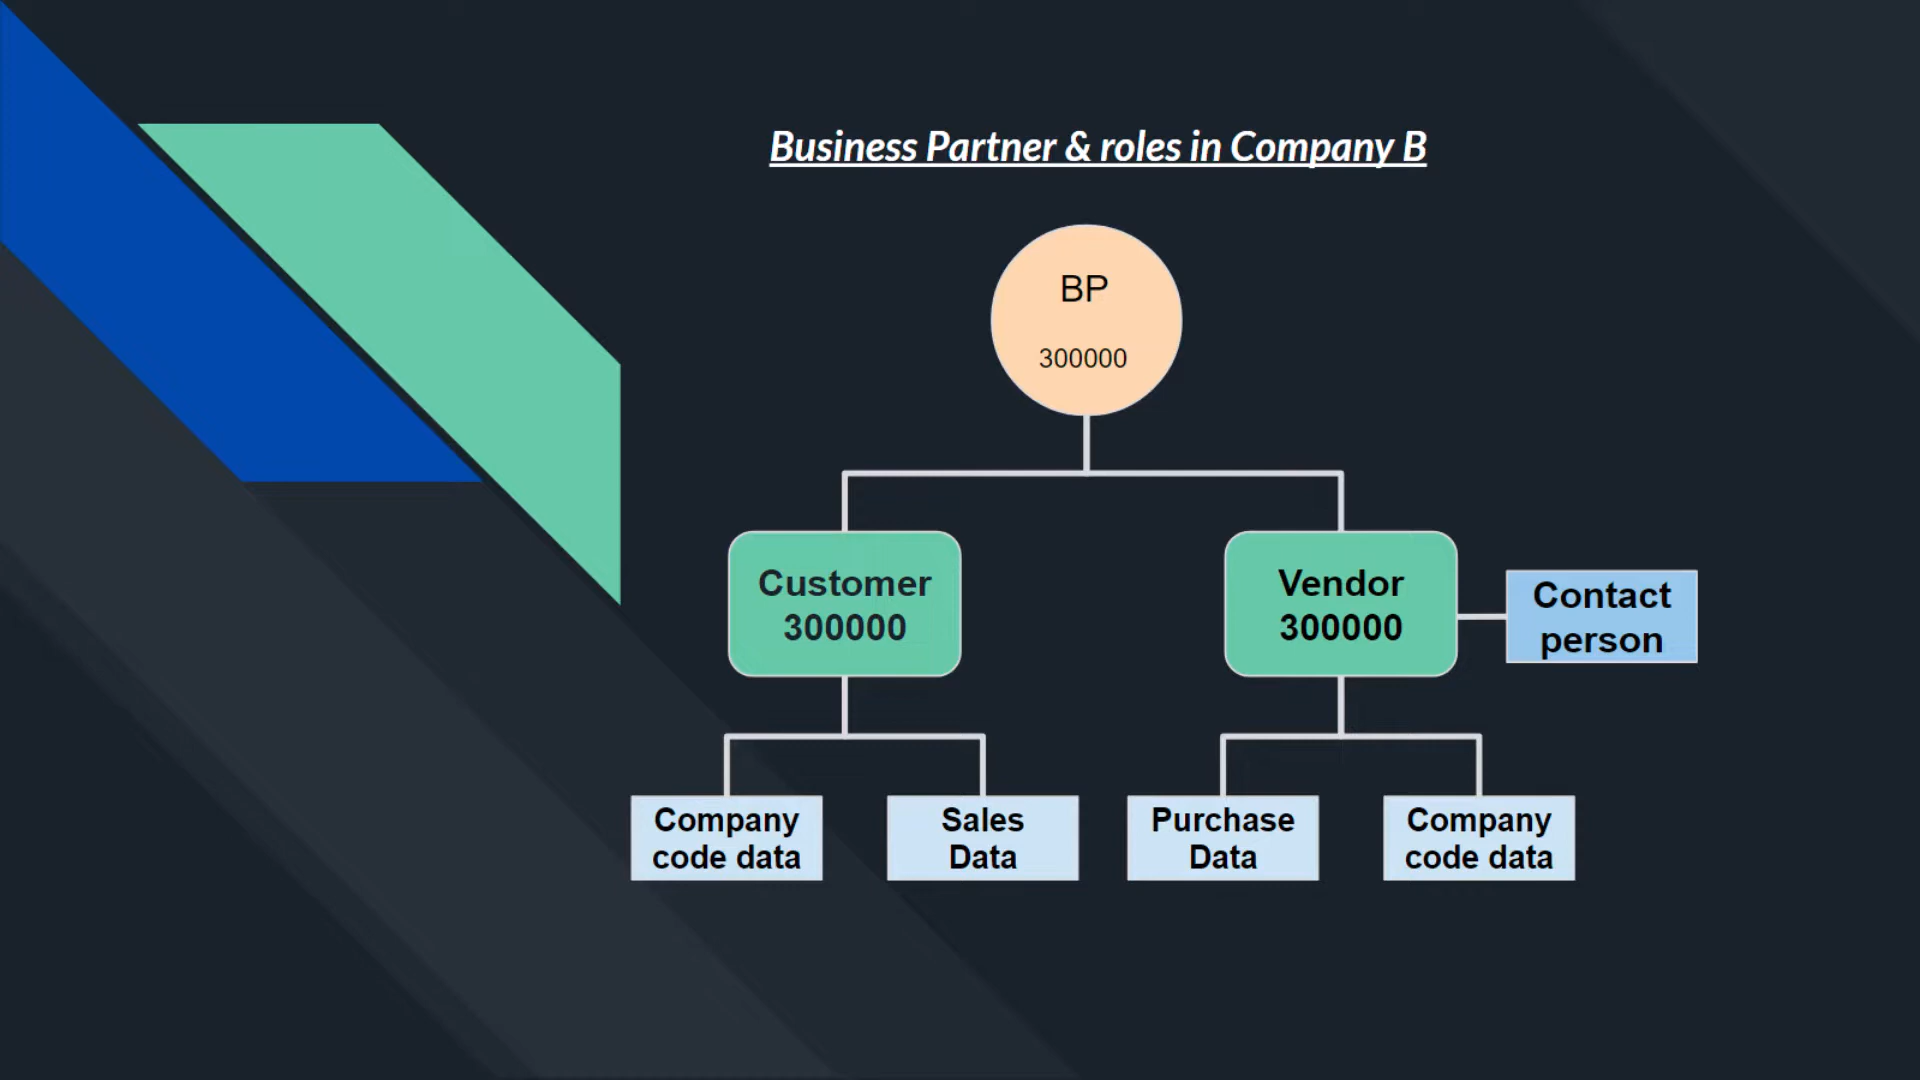 Business Partner & roles in Company B
BP
300000
Customer
300000
Vendor
300000
Contact
person
Company
code data
Sales
Data
Purchase
Data
Company
code data